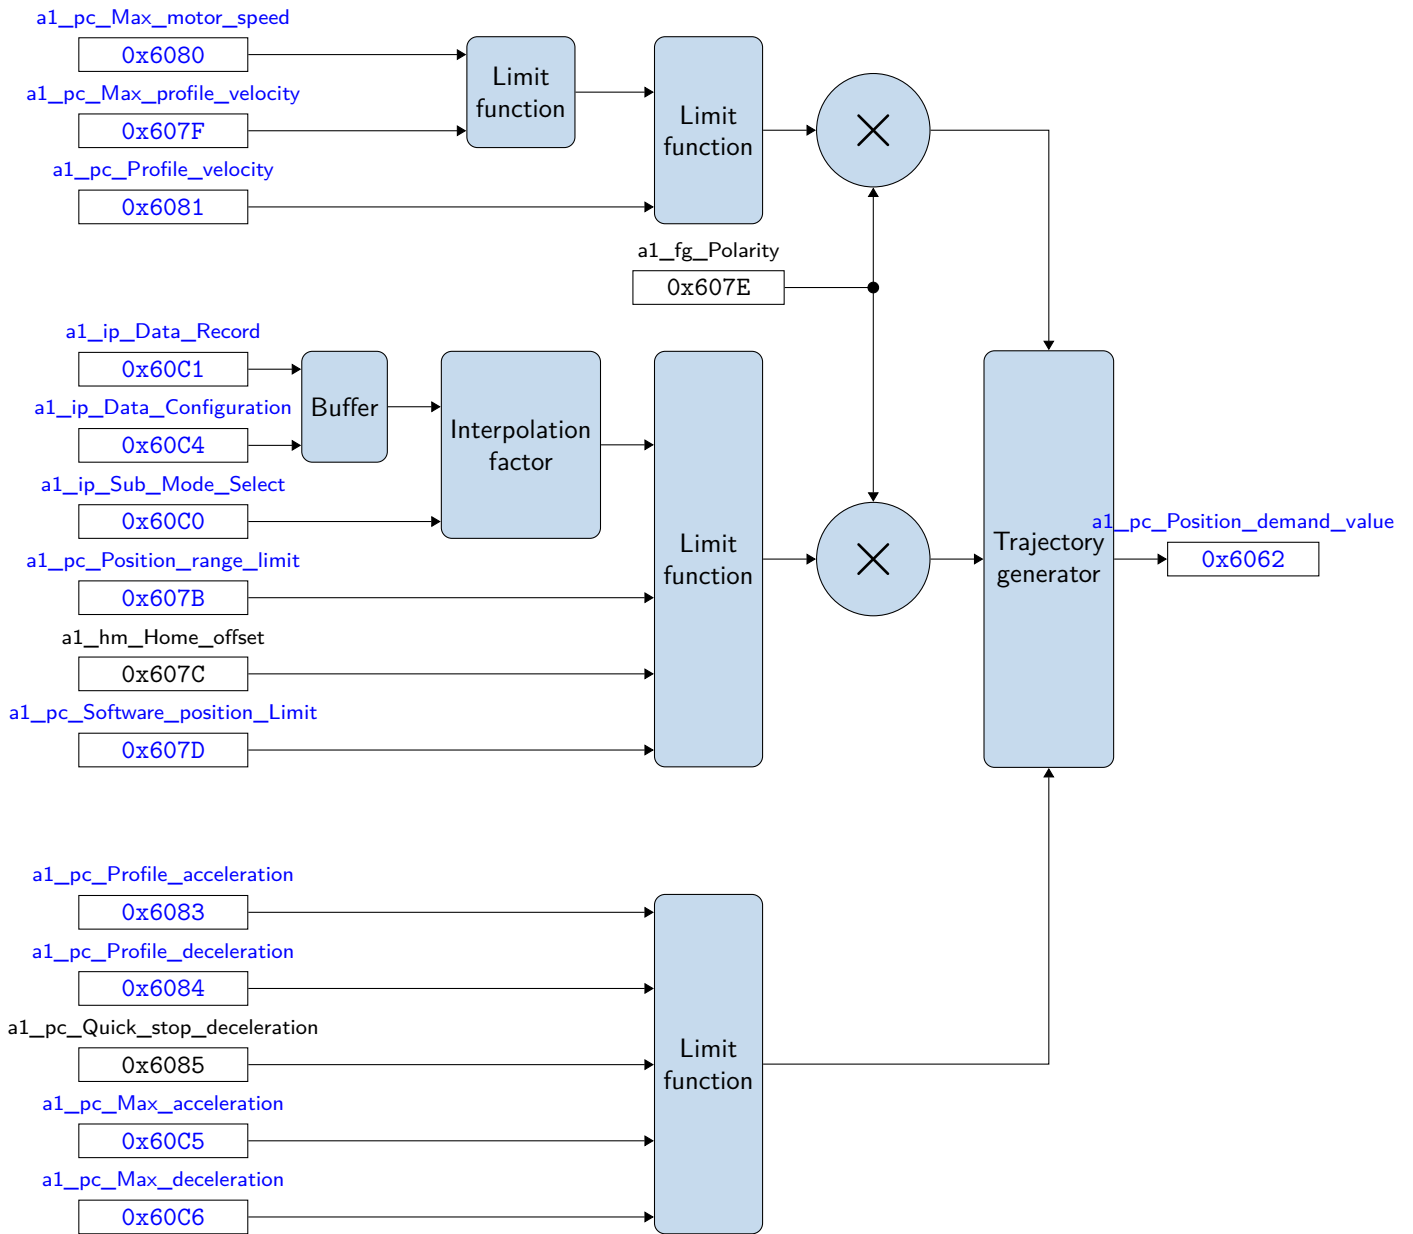 a1_pc_Max_motor_speed
0x6080
a1_pc_Max_profile_velocity
0x607F
a1_pc_Profile_velocity
0x6081
Limit
function
Limit
function
a1_fg_Polarity
0x607E
a1_ip_Data_Record
0x60C1
a1_ip_Data_Configuration
0x60C4
a1_ip_Sub_Mode_Select
0x60C0
a1_pc_Position_range_limit
0x607B
a1_hm_Home_offset
0x607C
a1_pc_Software_position_Limit
0x607D
Buffer
Interpolation
factor
Limit
function
Trajectory
generator
a1_pc_Position_demand_value
0x6062
a1_pc_Profile_acceleration
0x6083
a1_pc_Profile_deceleration
0x6084
a1_pc_Quick_stop_deceleration
0x6085
a1_pc_Max_acceleration
0x60C5
a1_pc_Max_deceleration
0x60C6
Limit
function